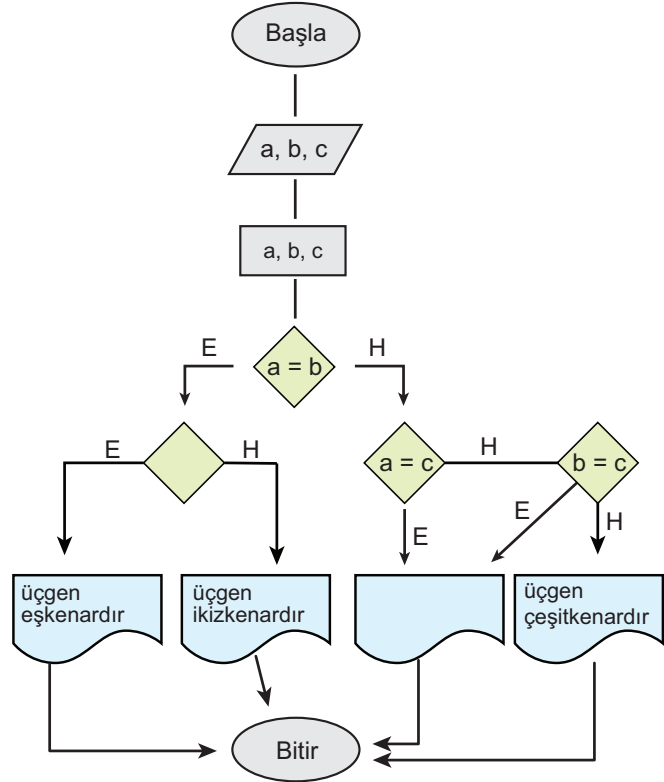 Başla
a, b, c
a, b, c
E
a = b
H
E
H
a = c
H
b = c
E
E
H
üçgen
eşkenardır
üçgen
ikizkenardır
üçgen
çeşitkenardır
Bitir